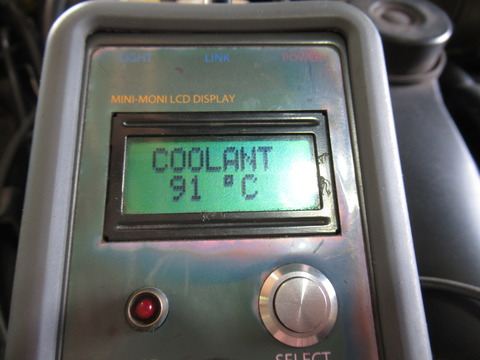 LIGHT LINK POWER
MINI-MONI LCD DISPLAY
COOLANT
91 °C
SELECT